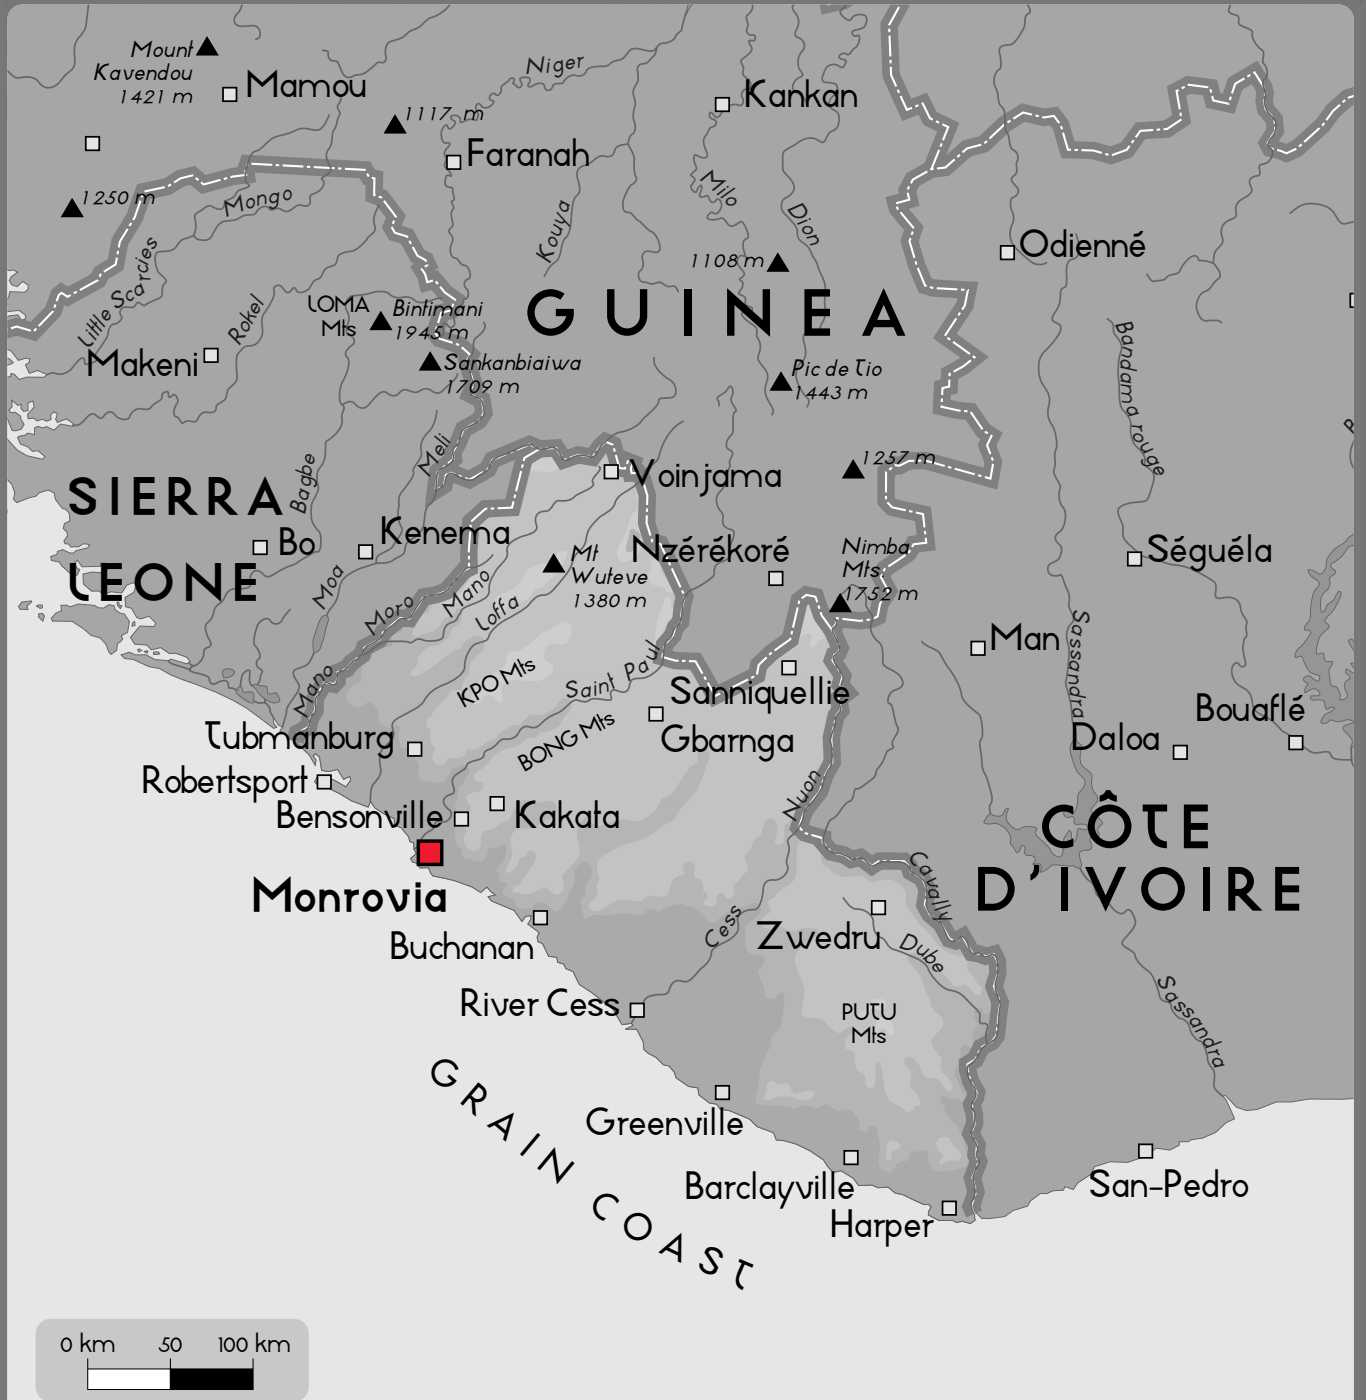 Mount
Kavendou
1421 m
Mamou
Niger
1117 m
Kankan
Faranah
1250 m
Mongo
Milo
Kouya
Dion
Little Scarcies
1108 m
Odienné
GUINEA
LOMA
Mts
Bintimani
1945 m
Rokel
Makeni
Sankanbiaiwa
1709 m
Pic de Tio
1443 m
Bandama rouge
Meli
1257 m
Voinjama
SIERRA
LEONE
Bagbe
Bo
Kenema
Nzérékoré
Nimba
Mts
1752 m
Séguéla
Mt
Wuteve
1380 m
Moa
Moro
Mano
Loffa
Man
Sassandra
KPO Mts
Saint Paul
Sanniquellie
Mano
Tubmanburg
BONG Mts
Gbarnga
Bouaflé
Daloa
Robertsport
Bensonville
Kakata
Nuon
CÔTE
D'IVOIRE
Monrovia
Cavally
Buchanan
Cess
Zwedru
Dube
River Cess
PUTU
Mts
Sassandra
GRAIN COAST
Greenville
Barclayville
Harper
San-Pedro
0 km 50 100 km